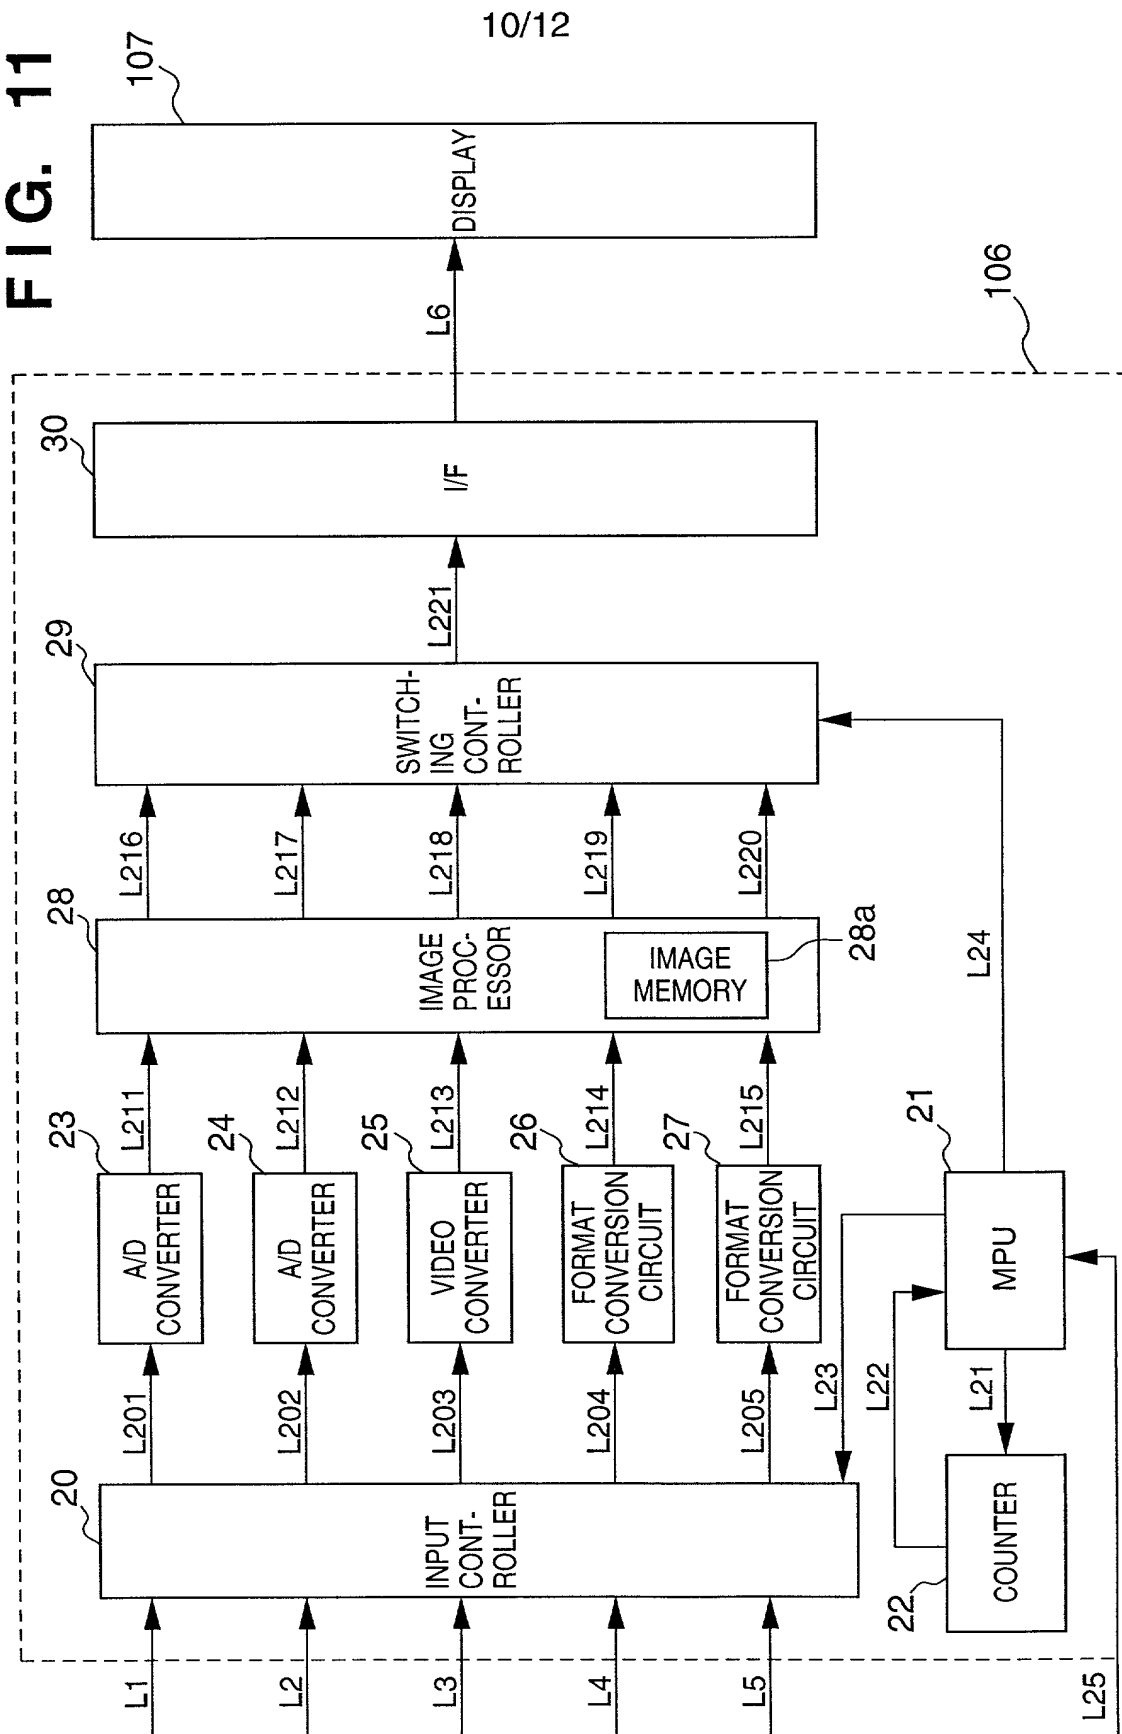 10/12
FIG. 11
L1
L2
L3
L4
L5
L25
20
INPUT
CONT-
ROLLER
L201
L202
L203
L204
L205
23
A/D
CONVERTER
24
A/D
CONVERTER
25
VIDEO
CONVERTER
26
FORMAT
CONVERSION
CIRCUIT
27
FORMAT
CONVERSION
CIRCUIT
L211
L212
L213
L214
L215
28
IMAGE
PROC-
ESSOR
IMAGE
MEMORY
28a
L216
L217
L218
L219
L220
29
SWITCH-
ING
CONT-
ROLLER
L221
30
I/F
L6
107
DISPLAY
106
22
COUNTER
L21
L22
L23
21
MPU
L24